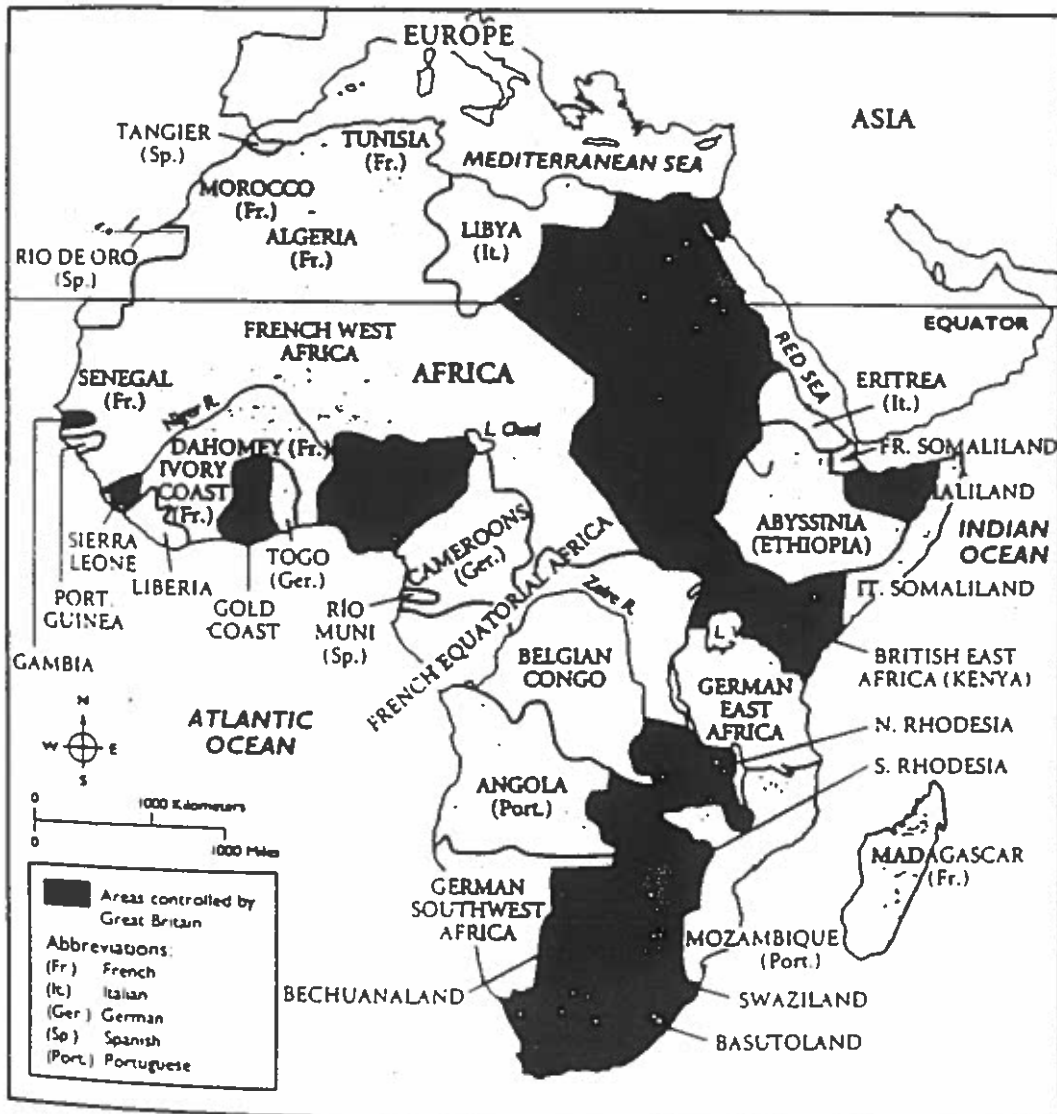 EUROPE
ASIA
TANGIER
(Sp.)
TUNISIA
(Fr.)
MEDITERRANEAN SEA
MOROCCO
(Fr.)
ALGERIA
(Fr.)
LIBYA
(It.)
RIO DE ORO
(Sp.)
EQUATOR
FRENCH WEST
AFRICA
AFRICA
RED SEA
SENEGAL
(Fr.)
ERITREA
(It.)
Niger R.
L. Chad
DAHOMEY (Fr.)
FR. SOMALILAND
IVORY
COAST
(Fr.)
ALILAND
ABYSSINIA
(ETHIOPIA)
INDIAN
OCEAN
CAMEROONS
(Ger.)
SIERRA
LEONE
LIBERIA
TOGO
(Ger.)
IT. SOMALILAND
PORT.
GUINEA
GOLD
COAST
RÍO
MUNI
(Sp.)
FRENCH EQUATORIAL AFRICA
Zaire R.
L.
GAMBIA
BELGIAN
CONGO
BRITISH EAST
AFRICA (KENYA)
GERMAN
EAST
AFRICA
N
W E
S
ATLANTIC
OCEAN
N. RHODESIA
S. RHODESIA
ANGOLA
(Port.)
0 1000 Kilometers
0 1000 Miles
MADAGASCAR
(Fr.)
GERMAN
SOUTHWEST
AFRICA
MOZAMBIQUE
(Port.)
BECHUANALAND
SWAZILAND
BASUTOLAND
Areas controlled by
Great Britain
Abbreviations:
(Fr) French
(It.) Italian
(Ger) German
(Sp) Spanish
(Port.) Portuguese